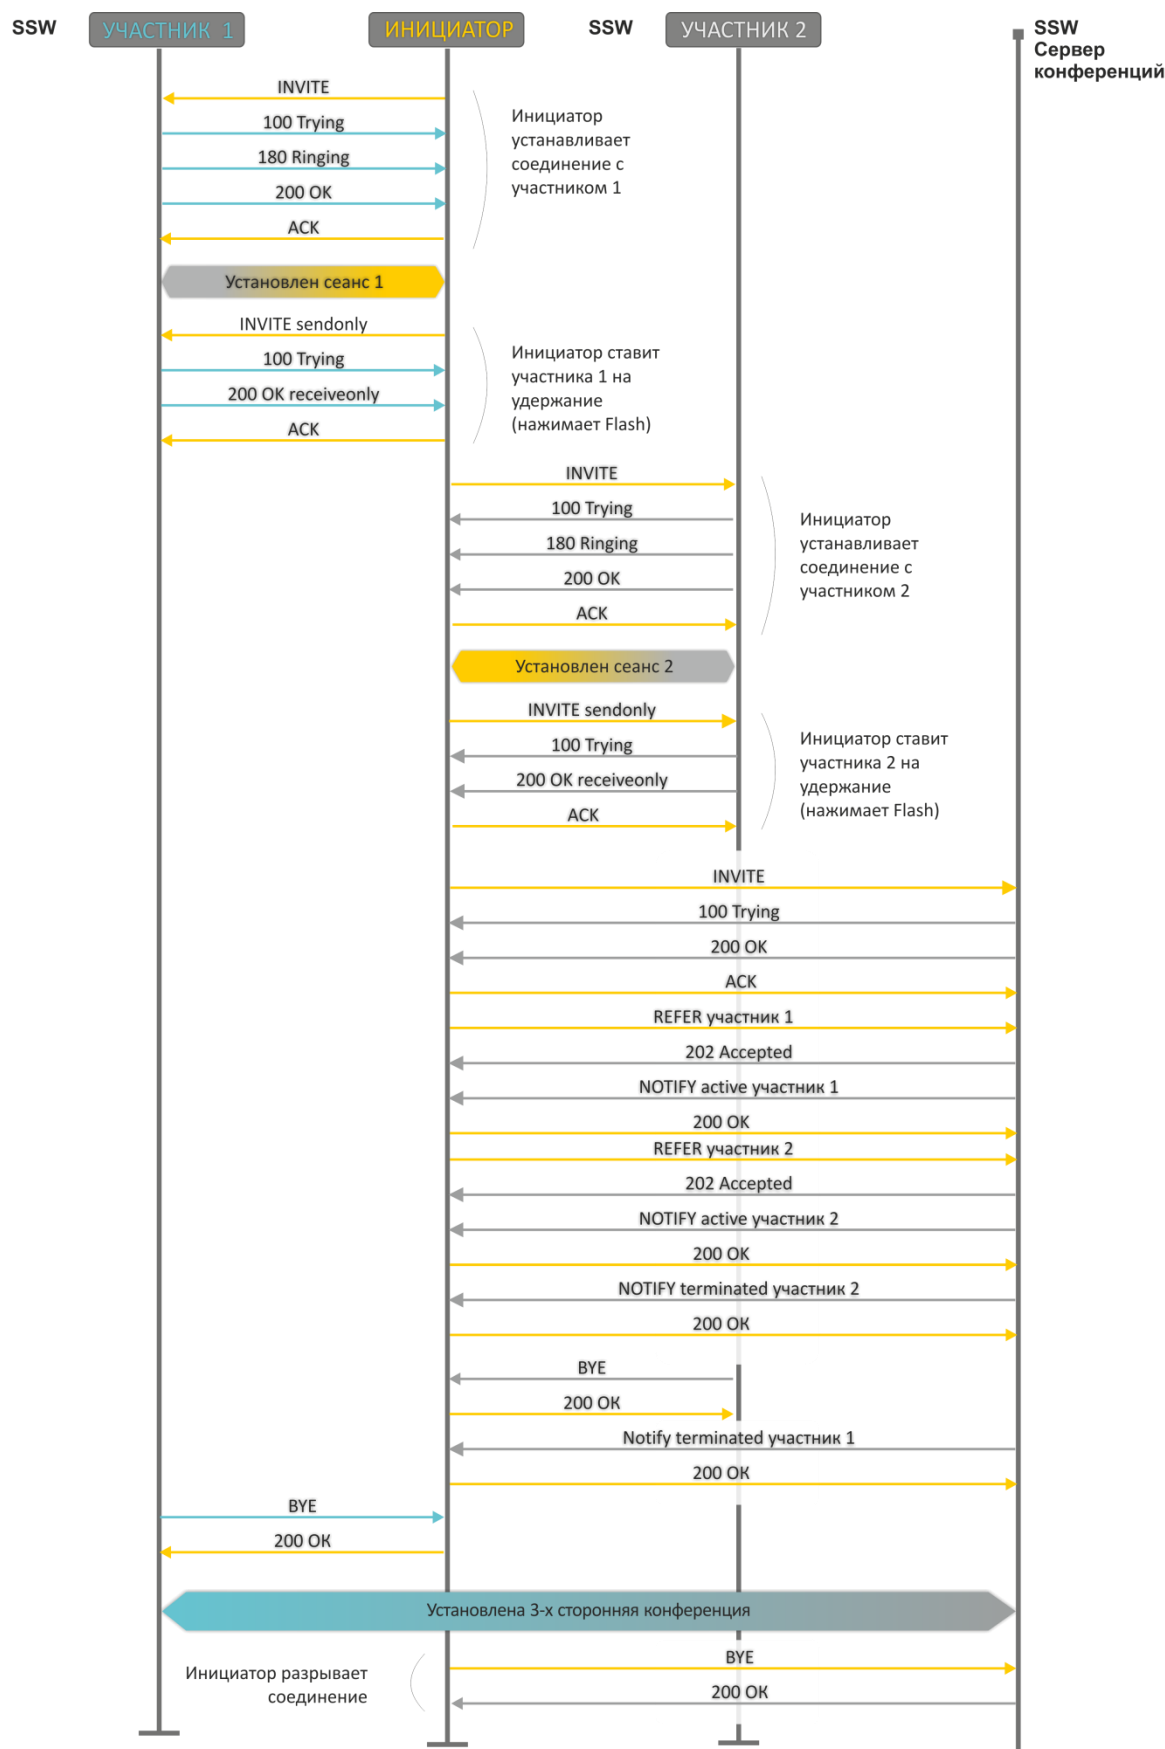 SSW
УЧАСТНИК 1
ИНИЦИАТОР
SSW
УЧАСТНИК 2
SSW
Сервер
конференций
INVITE
100 Trying
180 Ringing
200 OK
ACK
Инициатор
устанавливает
соединение с
участником 1
Установлен сеанс 1
INVITE sendonly
100 Trying
200 OK receiveonly
ACK
Инициатор ставит
участника 1 на
удержание
(нажимает Flash)
INVITE
100 Trying
180 Ringing
200 OK
ACK
Инициатор
устанавливает
соединение с
участником 2
Установлен сеанс 2
INVITE sendonly
100 Trying
200 OK receiveonly
ACK
Инициатор ставит
участника 2 на
удержание
(нажимает Flash)
INVITE
100 Trying
200 OK
ACK
REFER участник 1
202 Accepted
NOTIFY active участник 1
200 OK
REFER участник 2
202 Accepted
NOTIFY active участник 2
200 OK
NOTIFY terminated участник 2
200 OK
BYE
200 OK
Notify terminated участник 1
200 OK
BYE
200 OK
Установлена 3-х сторонняя конференция
Инициатор разрывает
соединение
BYE
200 OK